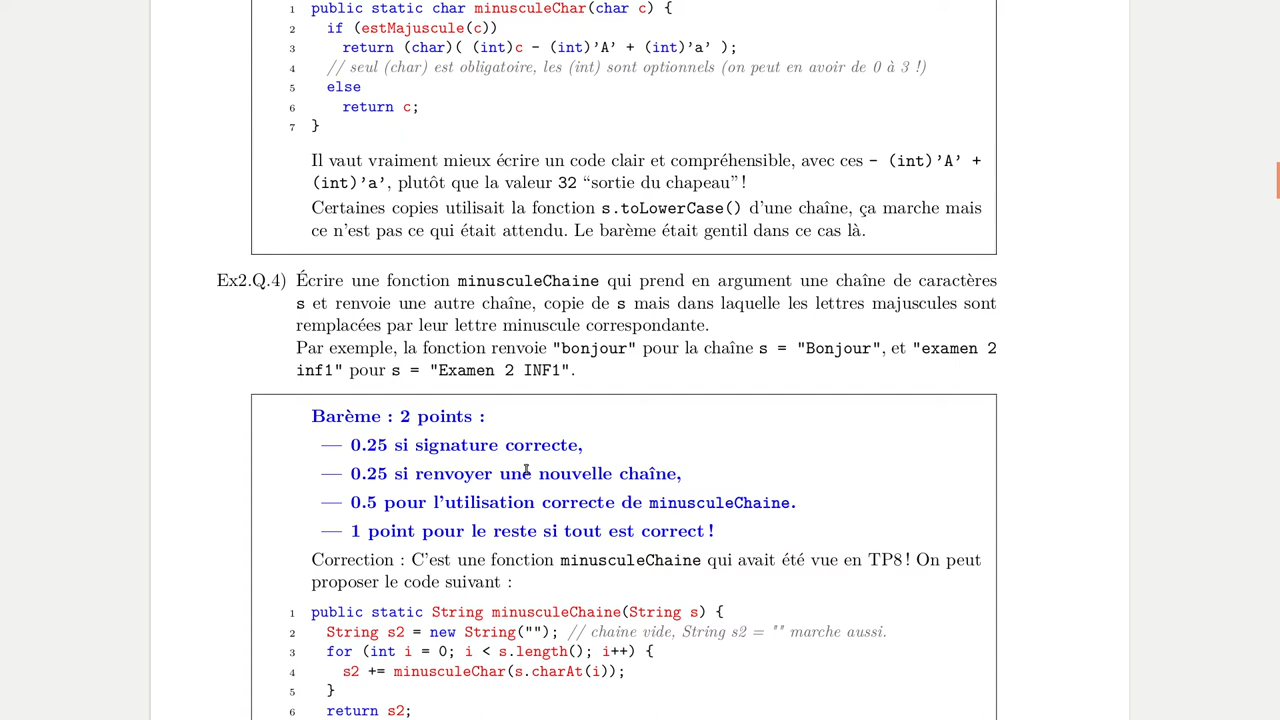 1 public static char minusculeChar(char c) {
2 if (estMajuscule(c))
3 return (char)( (int)c - (int)'A' + (int)'a' );
4 // seul (char) est obligatoire, les (int) sont optionnels (on peut en avoir de 0 à 3 !)
5 else
6 return c;
7 }
Il vaut vraiment mieux écrire un code clair et compréhensible, avec ces - (int)'A' +
(int)'a', plutôt que la valeur 32 “sortie du chapeau” !
Certaines copies utilisait la fonction s.toLowerCase() d'une chaîne, ça marche mais
ce n'est pas ce qui était attendu. Le barème était gentil dans ce cas là.
Ex2.Q.4) Écrire une fonction minusculeChaine qui prend en argument une chaîne de caractères
s et renvoie une autre chaîne, copie de s mais dans laquelle les lettres majuscules sont
remplacées par leur lettre minuscule correspondante.
Par exemple, la fonction renvoie "bonjour" pour la chaîne s = "Bonjour", et "examen 2
inf1" pour s = "Examen 2 INF1".
Barème : 2 points :
— 0.25 si signature correcte,
— 0.25 si renvoyer une nouvelle chaîne,
— 0.5 pour l'utilisation correcte de minusculeChaine.
— 1 point pour le reste si tout est correct !
Correction : C'est une fonction minusculeChaine qui avait été vue en TP8 ! On peut
proposer le code suivant :
1 public static String minusculeChaine(String s) {
2 String s2 = new String(""); // chaine vide, String s2 = "" marche aussi.
3 for (int i = 0; i < s.length(); i++) {
4 s2 += minusculeChar(s.charAt(i));
5 }
6 return s2;